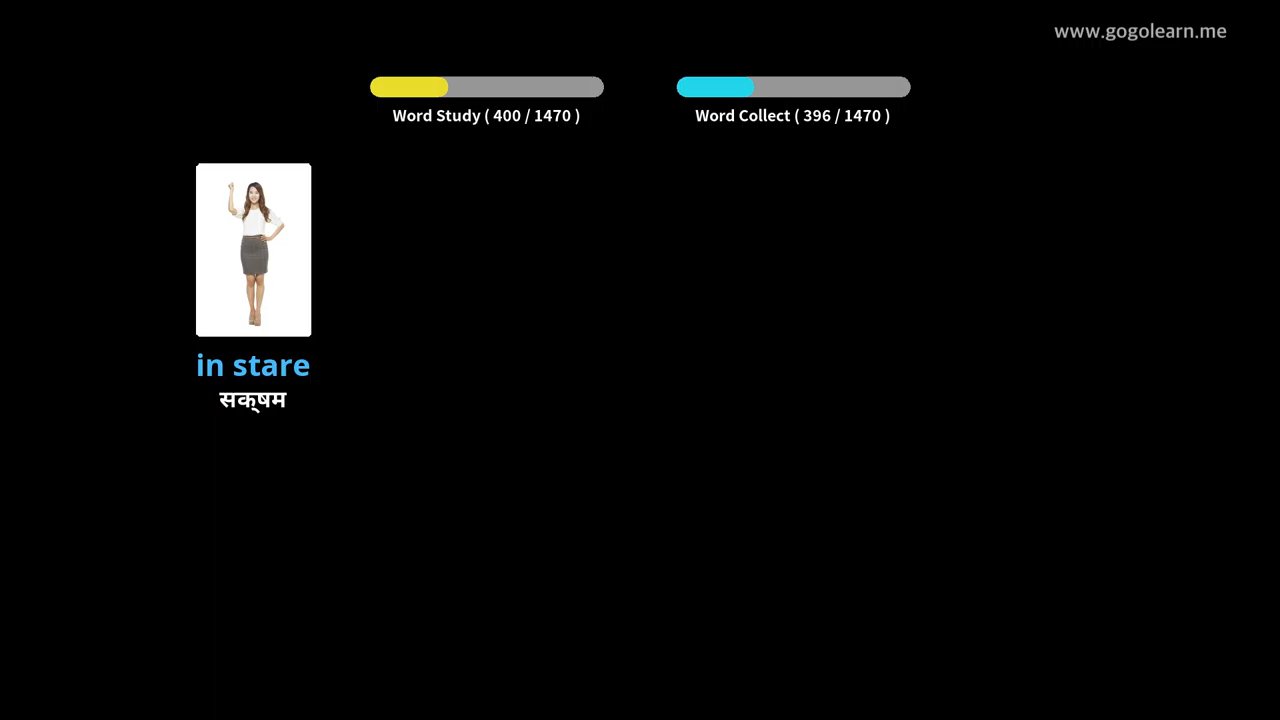 www.gogolearn.me
Word Study ( 400 / 1470 )
Word Collect ( 396 / 1470 )
in stare
सक्षम